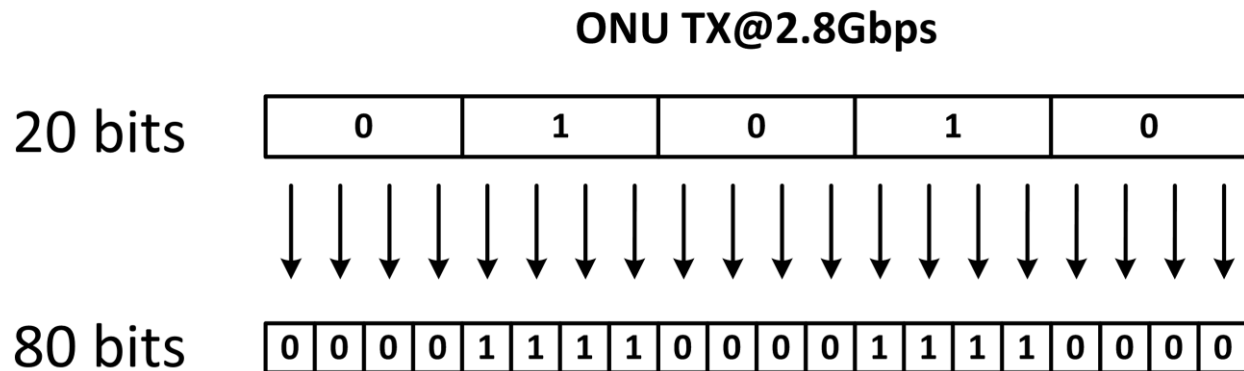 ONU TX@2.8Gbps
20 bits 0 1 0 1 0
80 bits 0 0 0 0 1 1 1 1 0 0 0 0 1 1 1 1 0 0 0 0